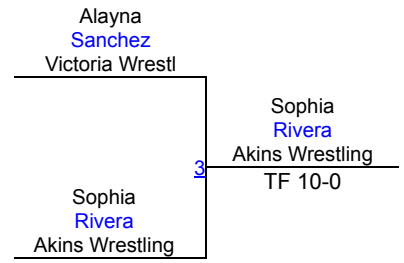 Alayna
Sanchez
Victoria Wrestl
Sophia
Rivera
Akins Wrestling
3
TF 10-0
Sophia
Rivera
Akins Wrestling